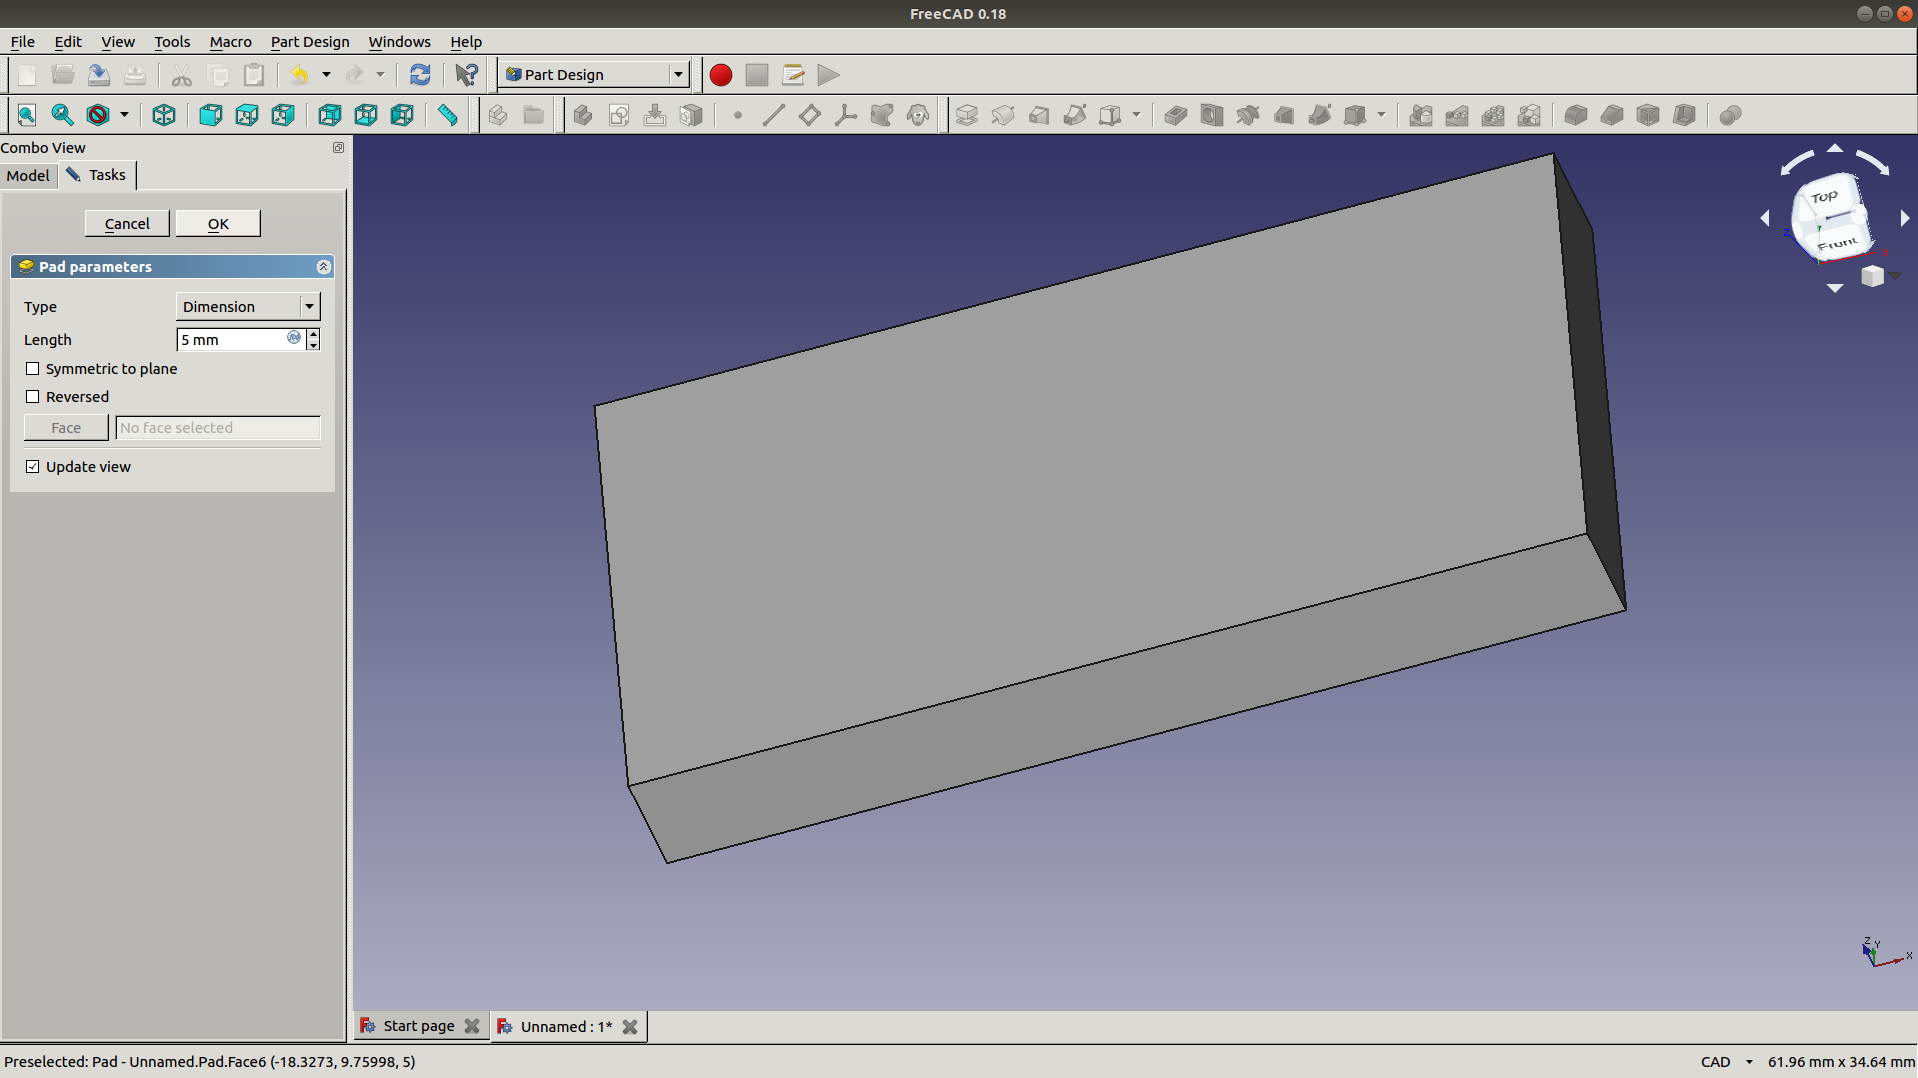 FreeCAD 0.18
File Edit View Tools Macro Part Design Windows Help
Part Design
Combo View
Model Tasks
Cancel OK
Pad parameters
Type Dimension
Length 5 mm
Symmetric to plane
Reversed
Face No face selected
Update view
Top
Front
Z
Z Y X
Start page Unnamed : 1*
Preselected: Pad - Unnamed.Pad.Face6 (-18.3273, 9.75998, 5) CAD 61.96 mm x 34.64 mm